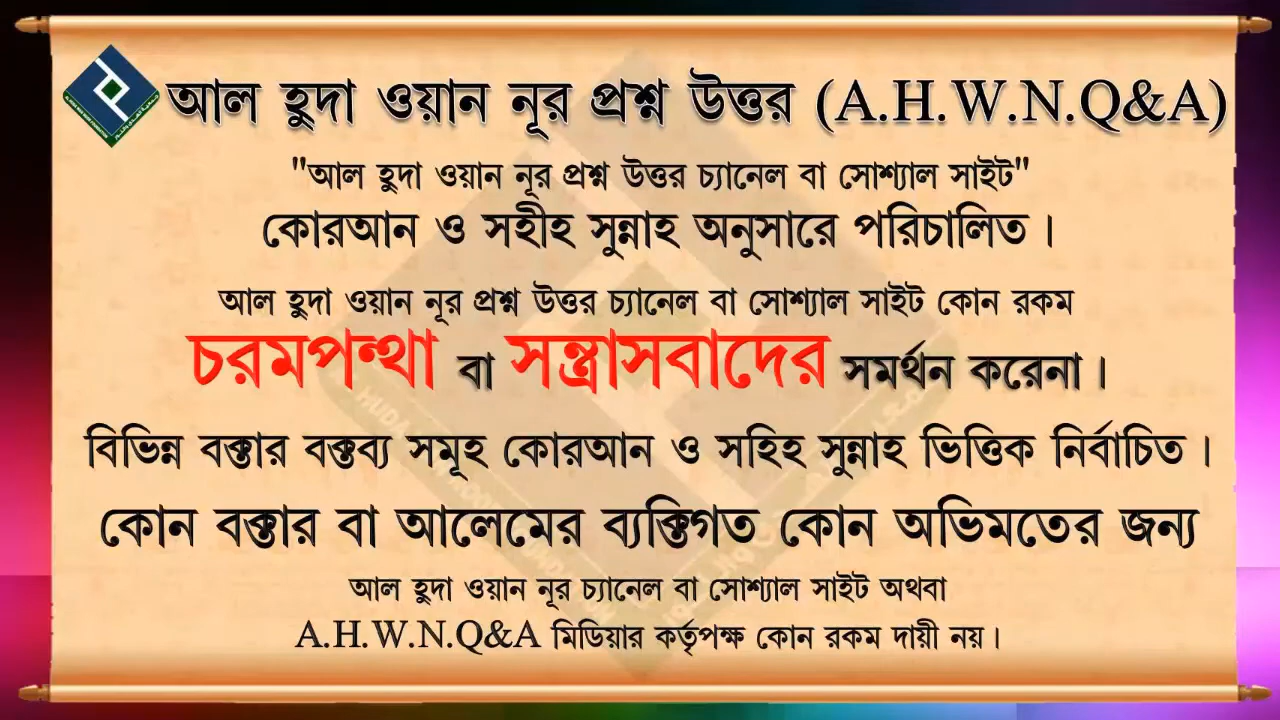 আল হুদা ওয়ান নূর প্রশ্ন উত্তর (A.H.W.N.Q&A)
"আল হুদা ওয়ান নূর প্রশ্ন উত্তর চ্যানেল বা সোশ্যাল সাইট"
কোরআন ও সহীহ সুন্নাহ অনুসারে পরিচালিত।
আল হুদা ওয়ান নূর প্রশ্ন উত্তর চ্যানেল বা সোশ্যাল সাইট কোন রকম
চরমপন্থা বা সন্ত্রাসবাদের সমর্থন করেনা।
বিভিন্ন বক্তার বক্তব্য সমূহ কোরআন ও সহিহ সুন্নাহ ভিত্তিক নির্বাচিত।
কোন বক্তার বা আলেমের ব্যক্তিগত কোন অভিমতের জন্য
আল হুদা ওয়ান নূর চ্যানেল বা সোশ্যাল সাইট অথবা
A.H.W.N.Q&A মিডিয়ার কর্তৃপক্ষ কোন রকম দায়ী নয়।